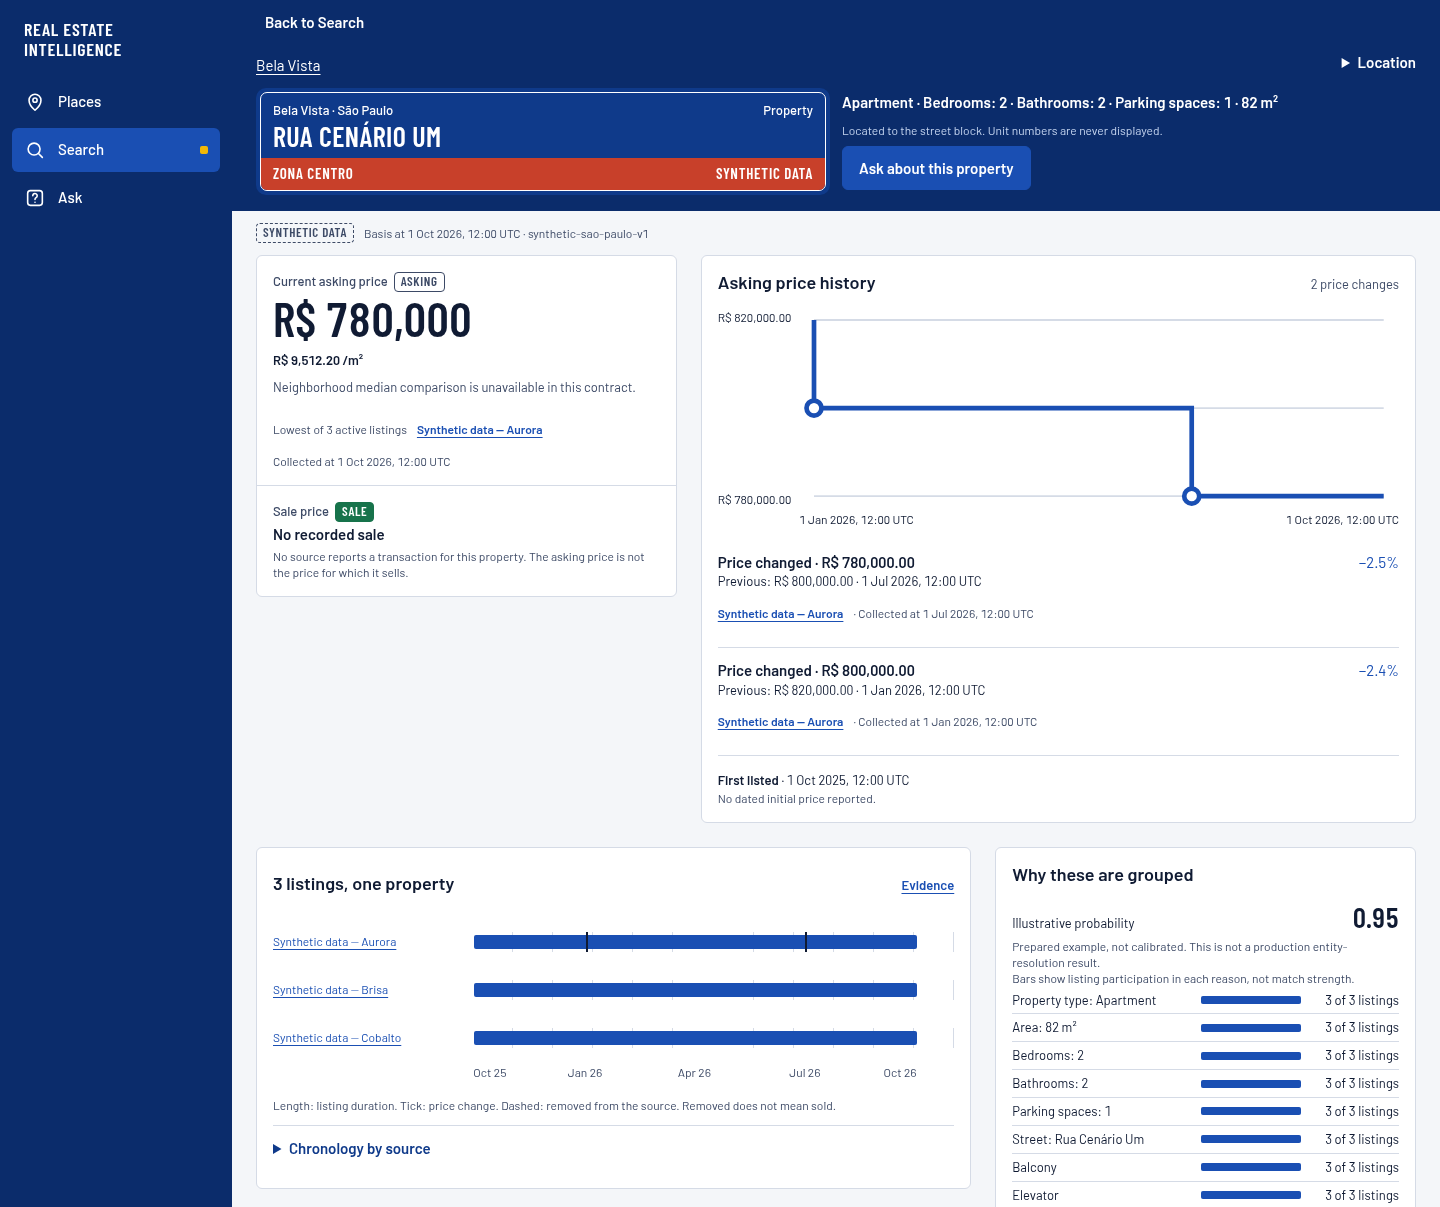 REAL ESTATE
INTELLIGENCE
Places
Search
Ask
Back to Search
Bela Vista
Location
Bela Vista · São Paulo
Property
RUA CENÁRIO UM
ZONA CENTRO
SYNTHETIC DATA
Apartment · Bedrooms: 2 · Bathrooms: 2 · Parking spaces: 1 · 82 m²
Located to the street block. Unit numbers are never displayed.
Ask about this property
SYNTHETIC DATA
Basis at 1 Oct 2026, 12:00 UTC · synthetic-sao-paulo-v1
Current asking price
ASKING
R$ 780,000
R$ 9,512.20 /m²
Neighborhood median comparison is unavailable in this contract.
Lowest of 3 active listings
Synthetic data — Aurora
Collected at 1 Oct 2026, 12:00 UTC
Sale price
SALE
No recorded sale
No source reports a transaction for this property. The asking price is not
the price for which it sells.
Asking price history
2 price changes
R$ 820,000.00
R$ 780,000.00
1 Jan 2026, 12:00 UTC
1 Oct 2026, 12:00 UTC
Price changed · R$ 780,000.00
−2.5%
Previous: R$ 800,000.00 · 1 Jul 2026, 12:00 UTC
Synthetic data — Aurora · Collected at 1 Jul 2026, 12:00 UTC
Price changed · R$ 800,000.00
−2.4%
Previous: R$ 820,000.00 · 1 Jan 2026, 12:00 UTC
Synthetic data — Aurora · Collected at 1 Jan 2026, 12:00 UTC
First listed · 1 Oct 2025, 12:00 UTC
No dated initial price reported.
3 listings, one property
Evidence
Synthetic data — Aurora
Synthetic data — Brisa
Synthetic data — Cobalto
Oct 25
Jan 26
Apr 26
Jul 26
Oct 26
Length: listing duration. Tick: price change. Dashed: removed from the source. Removed does not mean sold.
Chronology by source
Why these are grouped
Illustrative probability
0.95
Prepared example, not calibrated. This is not a production entity-
resolution result.
Bars show listing participation in each reason, not match strength.
Property type: Apartment
3 of 3 listings
Area: 82 m²
3 of 3 listings
Bedrooms: 2
3 of 3 listings
Bathrooms: 2
3 of 3 listings
Parking spaces: 1
3 of 3 listings
Street: Rua Cenário Um
3 of 3 listings
Balcony
3 of 3 listings
Elevator
3 of 3 listings